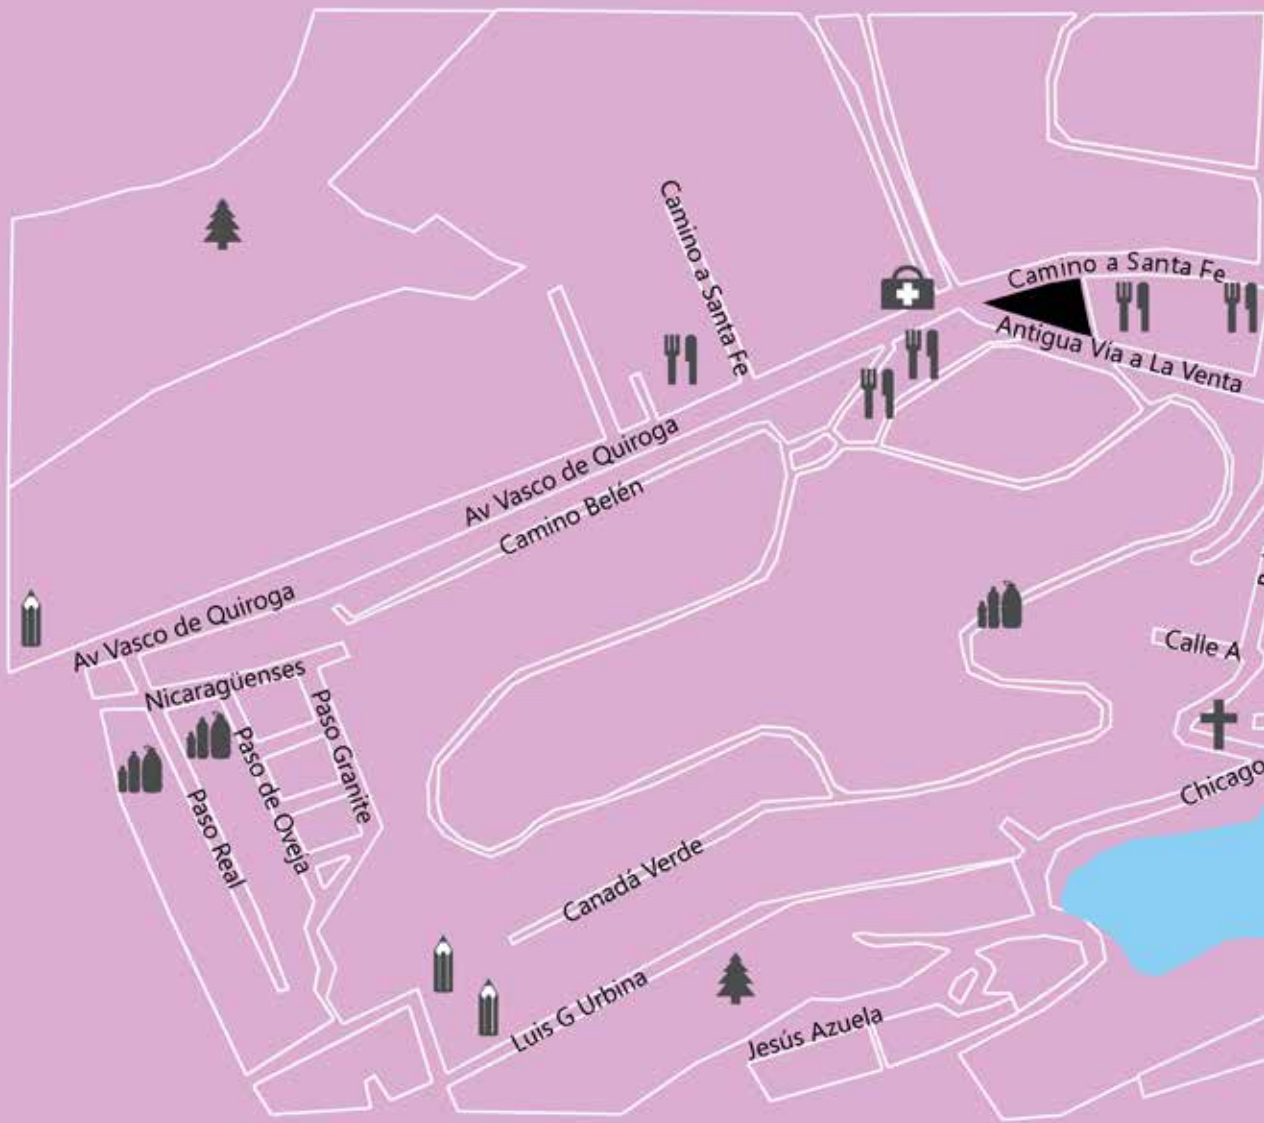 Camino a Santa Fe
Camino a Santa Fe
Antigua Via a La Venta
Av Vasco de Quiroga
Camino Belén
Av Vasco de Quiroga
Calle A
Nicaragüenses
Paso Granite
Paso de Oveja
Paso Real
Chicago
Canadá Verde
Luis G Urbina
Jesús Azuela